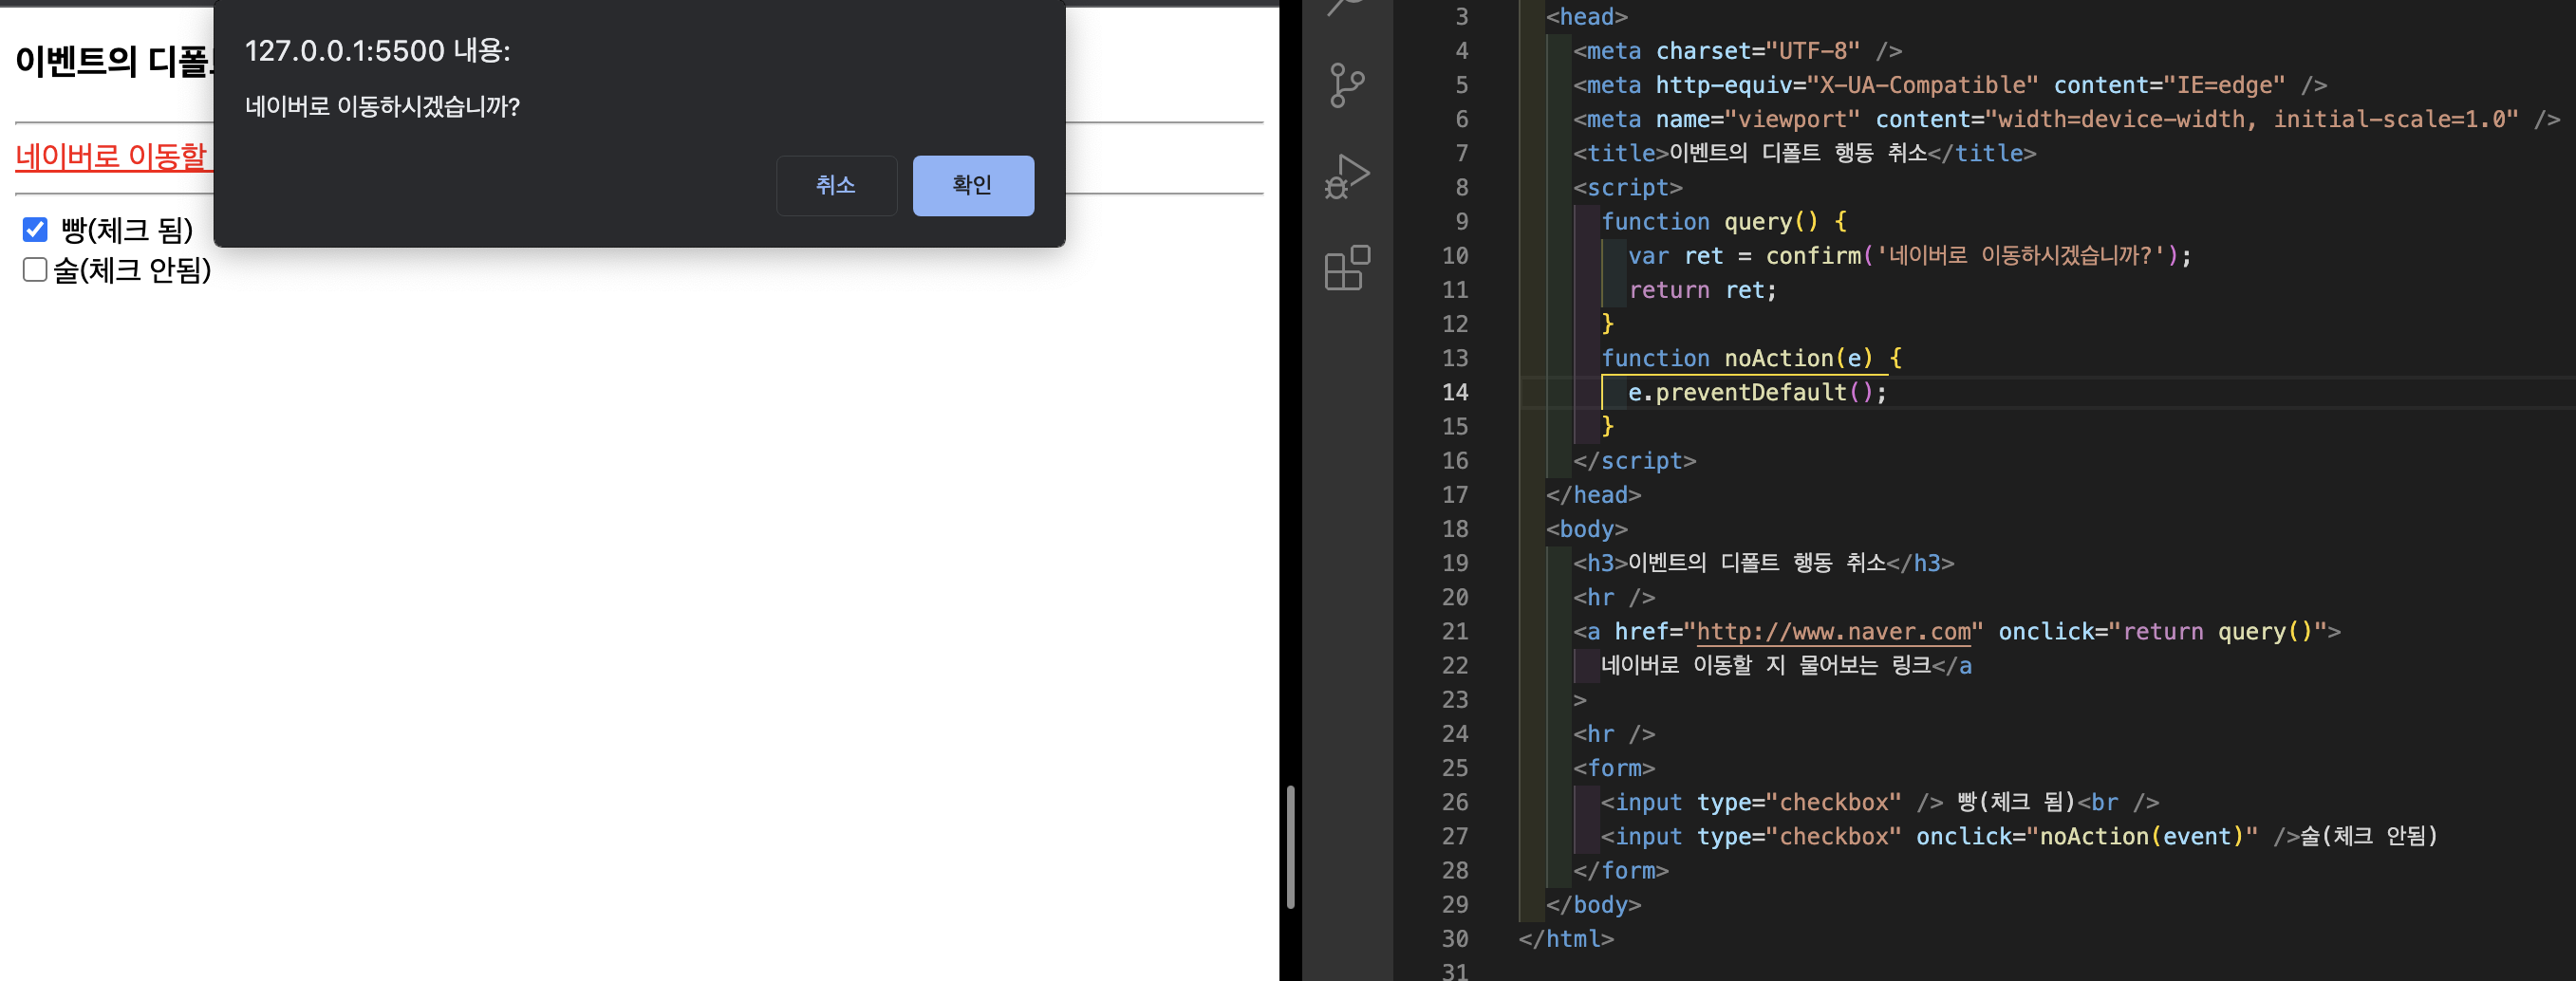 이벤트의 디폴
127.0.0.1:5500 내용:
네이버로 이동하시겠습니까?
취소
확인
네이버로 이동할
빵(체크 됨)
술(체크 안됨)
3 <head>
4 <meta charset="UTF-8" />
5 <meta http-equiv="X-UA-Compatible" content="IE=edge" />
6 <meta name="viewport" content="width=device-width, initial-scale=1.0" />
7 <title>이벤트의 디폴트 행동 취소</title>
8 <script>
9 function query() {
10 var ret = confirm('네이버로 이동하시겠습니까?');
11 return ret;
12 }
13 function noAction(e) {
14 e.preventDefault();
15 }
16 </script>
17 </head>
18 <body>
19 <h3>이벤트의 디폴트 행동 취소</h3>
20 <hr />
21 <a href="http://www.naver.com" onclick="return query()">
22 네이버로 이동할 지 물어보는 링크</a
23 >
24 <hr />
25 <form>
26 <input type="checkbox" /> 빵(체크 됨)<br />
27 <input type="checkbox" onclick="noAction(event)" />술(체크 안됨)
28 </form>
29 </body>
30 </html>
31